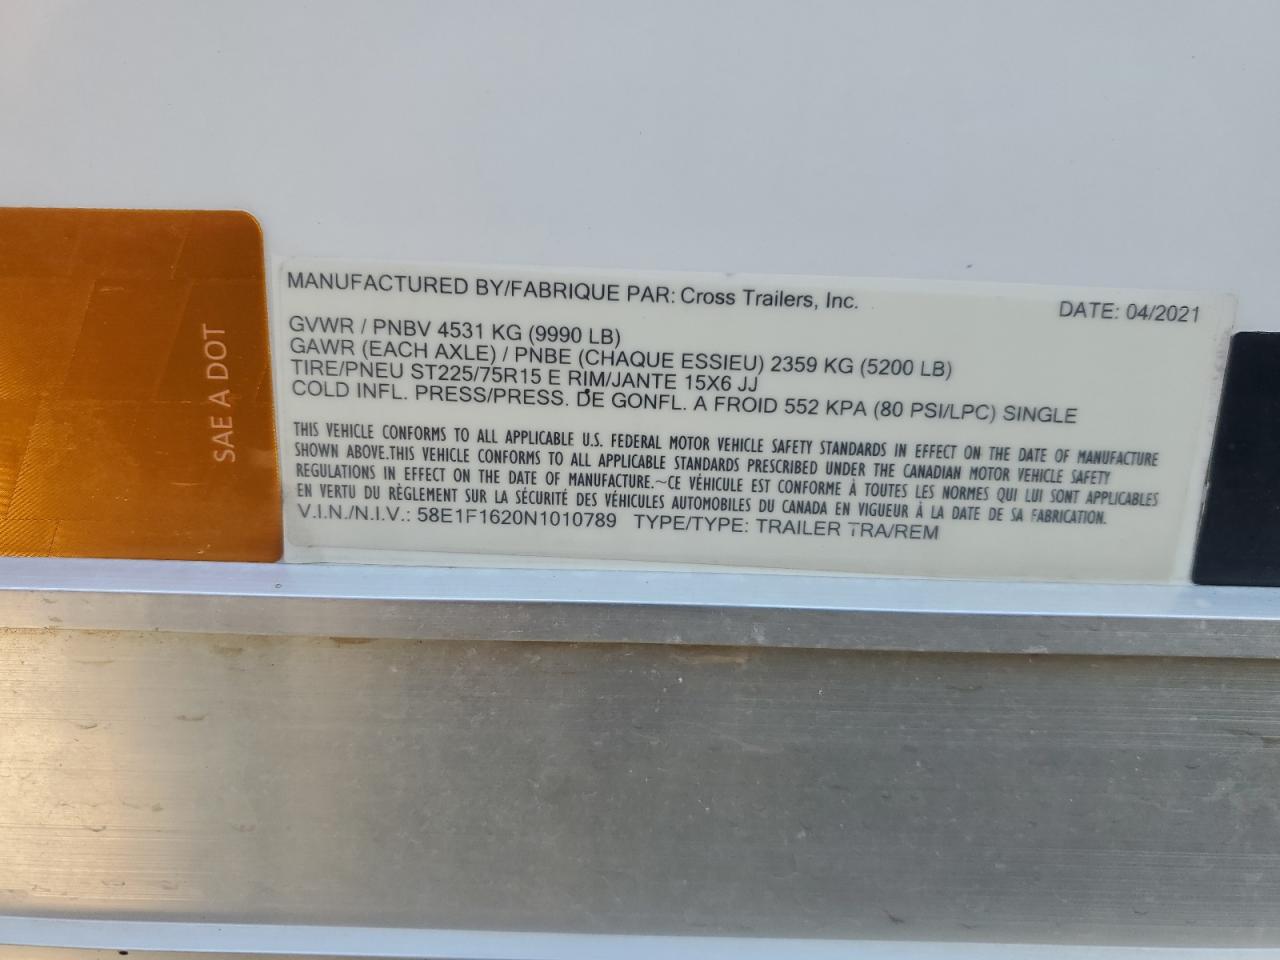 SAE A DOT
MANUFACTURED BY/FABRIQUE PAR: Cross Trailers, Inc. DATE: 04/2021
GVWR / PNBV 4531 KG (9990 LB)
GAWR (EACH AXLE) / PNBE (CHAQUE ESSIEU) 2359 KG (5200 LB)
TIRE/PNEU ST225/75R15 E RIM/JANTE 15X6 JJ
COLD INFL. PRESS/PRESS. DE GONFL. A FROID 552 KPA (80 PSI/LPC) SINGLE
THIS VEHICLE CONFORMS TO ALL APPLICABLE U.S. FEDERAL MOTOR VEHICLE SAFETY STANDARDS IN EFFECT ON THE DATE OF MANUFACTURE
SHOWN ABOVE.THIS VEHICLE CONFORMS TO ALL APPLICABLE STANDARDS PRESCRIBED UNDER THE CANADIAN MOTOR VEHICLE SAFETY
REGULATIONS IN EFFECT ON THE DATE OF MANUFACTURE.~CE VÉHICULE EST CONFORME À TOUTES LES NORMES QUI LUI SONT APPLICABLES
EN VERTU DU RÈGLEMENT SUR LA SÉCURITÉ DES VÉHICULES AUTOMOBILES DU CANADA EN VIGUEUR À LA DATE DE SA FABRICATION.
V.I.N./N.I.V.: 58E1F1620N1010789 TYPE/TYPE: TRAILER TRA/REM